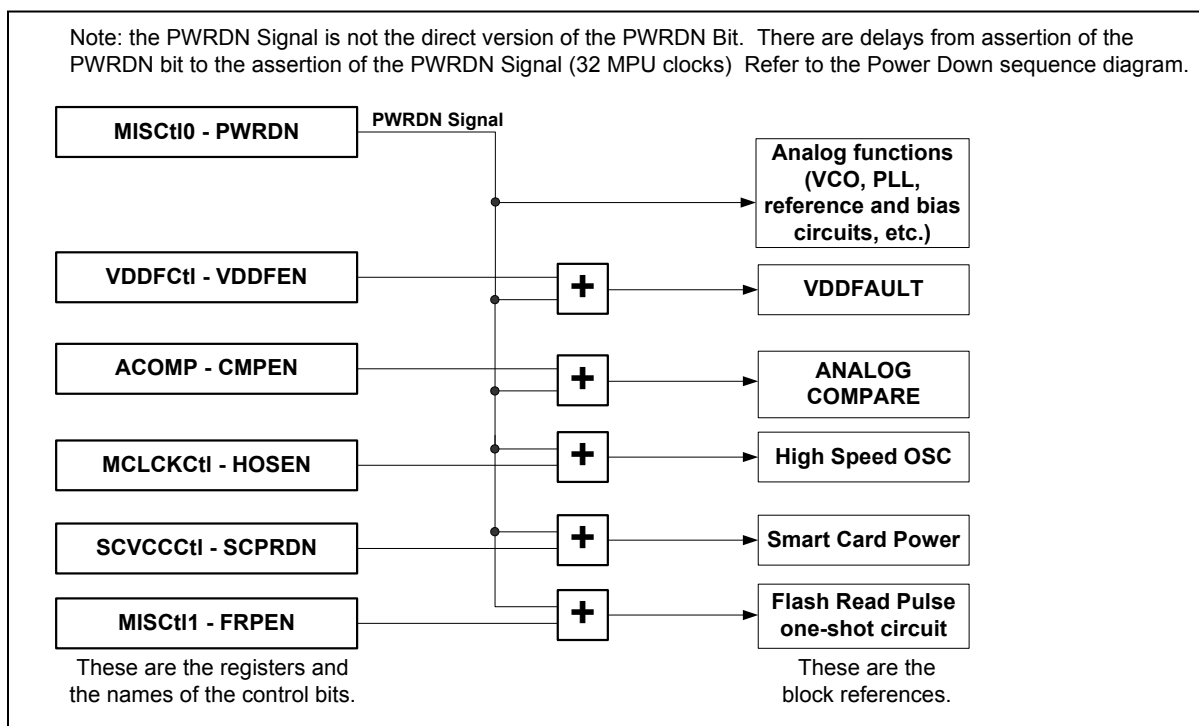 Note: the PWRDN Signal is not the direct version of the PWRDN Bit. There are delays from assertion of the
PWRDN bit to the assertion of the PWRDN Signal (32 MPU clocks) Refer to the Power Down sequence diagram.
MISCtl0 - PWRDN
PWRDN Signal
Analog functions
(VCO, PLL,
reference and bias
circuits, etc.)
VDDFCtl - VDDFEN
+
VDDFAULT
ACOMP - CMPEN
+
ANALOG
COMPARE
MCLCKCtl - HOSEN
+
High Speed OSC
SCVCCCtl - SCPRDN
+
Smart Card Power
MISCtl1 - FRPEN
+
Flash Read Pulse
one-shot circuit
These are the registers and
the names of the control bits.
These are the
block references.